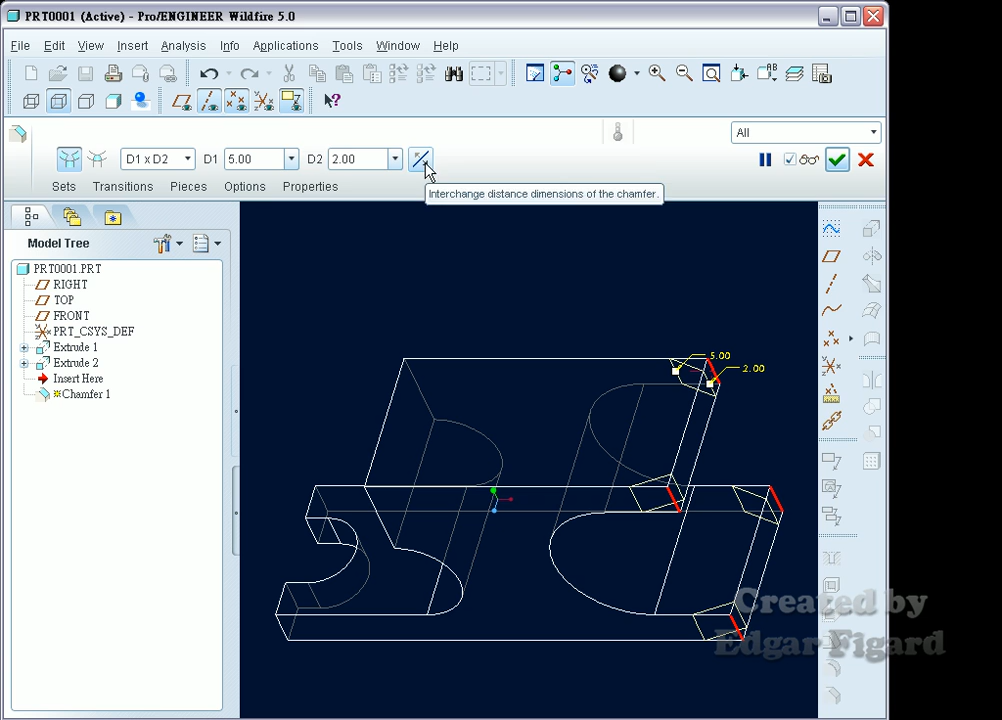 PRT0001 (Active) - Pro/ENGINEER Wildfire 5.0
File Edit View Insert Analysis Info Applications Tools Window Help
All
D1 x D2 D1 5.00 D2 2.00
Sets Transitions Pieces Options Properties
Interchange distance dimensions of the chamfer.
Model Tree
PRT0001.PRT
RIGHT
TOP
FRONT
PRT_CSYS_DEF
Extrude 1
Extrude 2
Insert Here
Chamfer 1
5.00
2.00
Created by
Edgar Figard